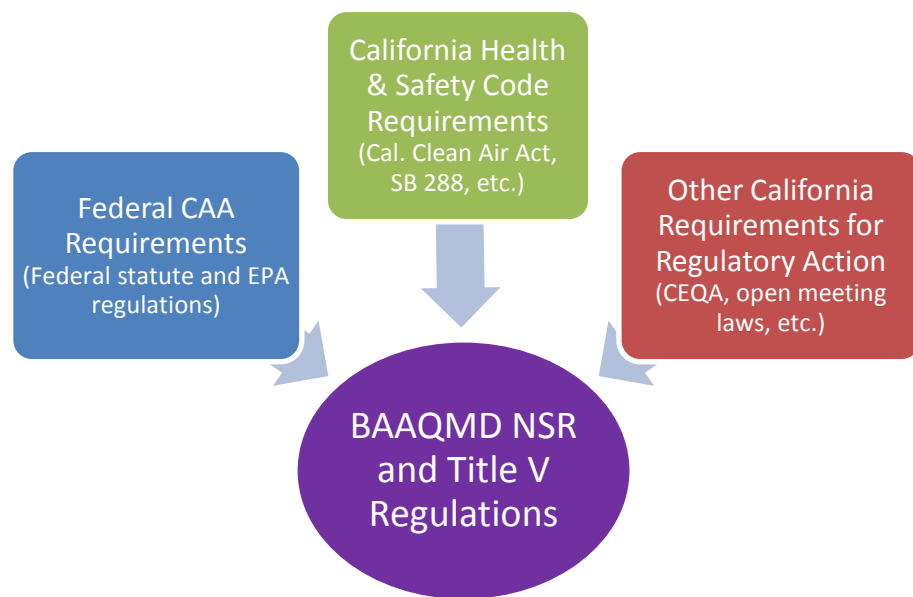 California Health
& Safety Code
Requirements
(Cal. Clean Air Act,
SB 288, etc.)
Federal CAA
Requirements
(Federal statute and EPA
regulations)
Other California
Requirements for
Regulatory Action
(CEQA, open meeting
laws, etc.)
BAAQMD NSR
and Title V
Regulations